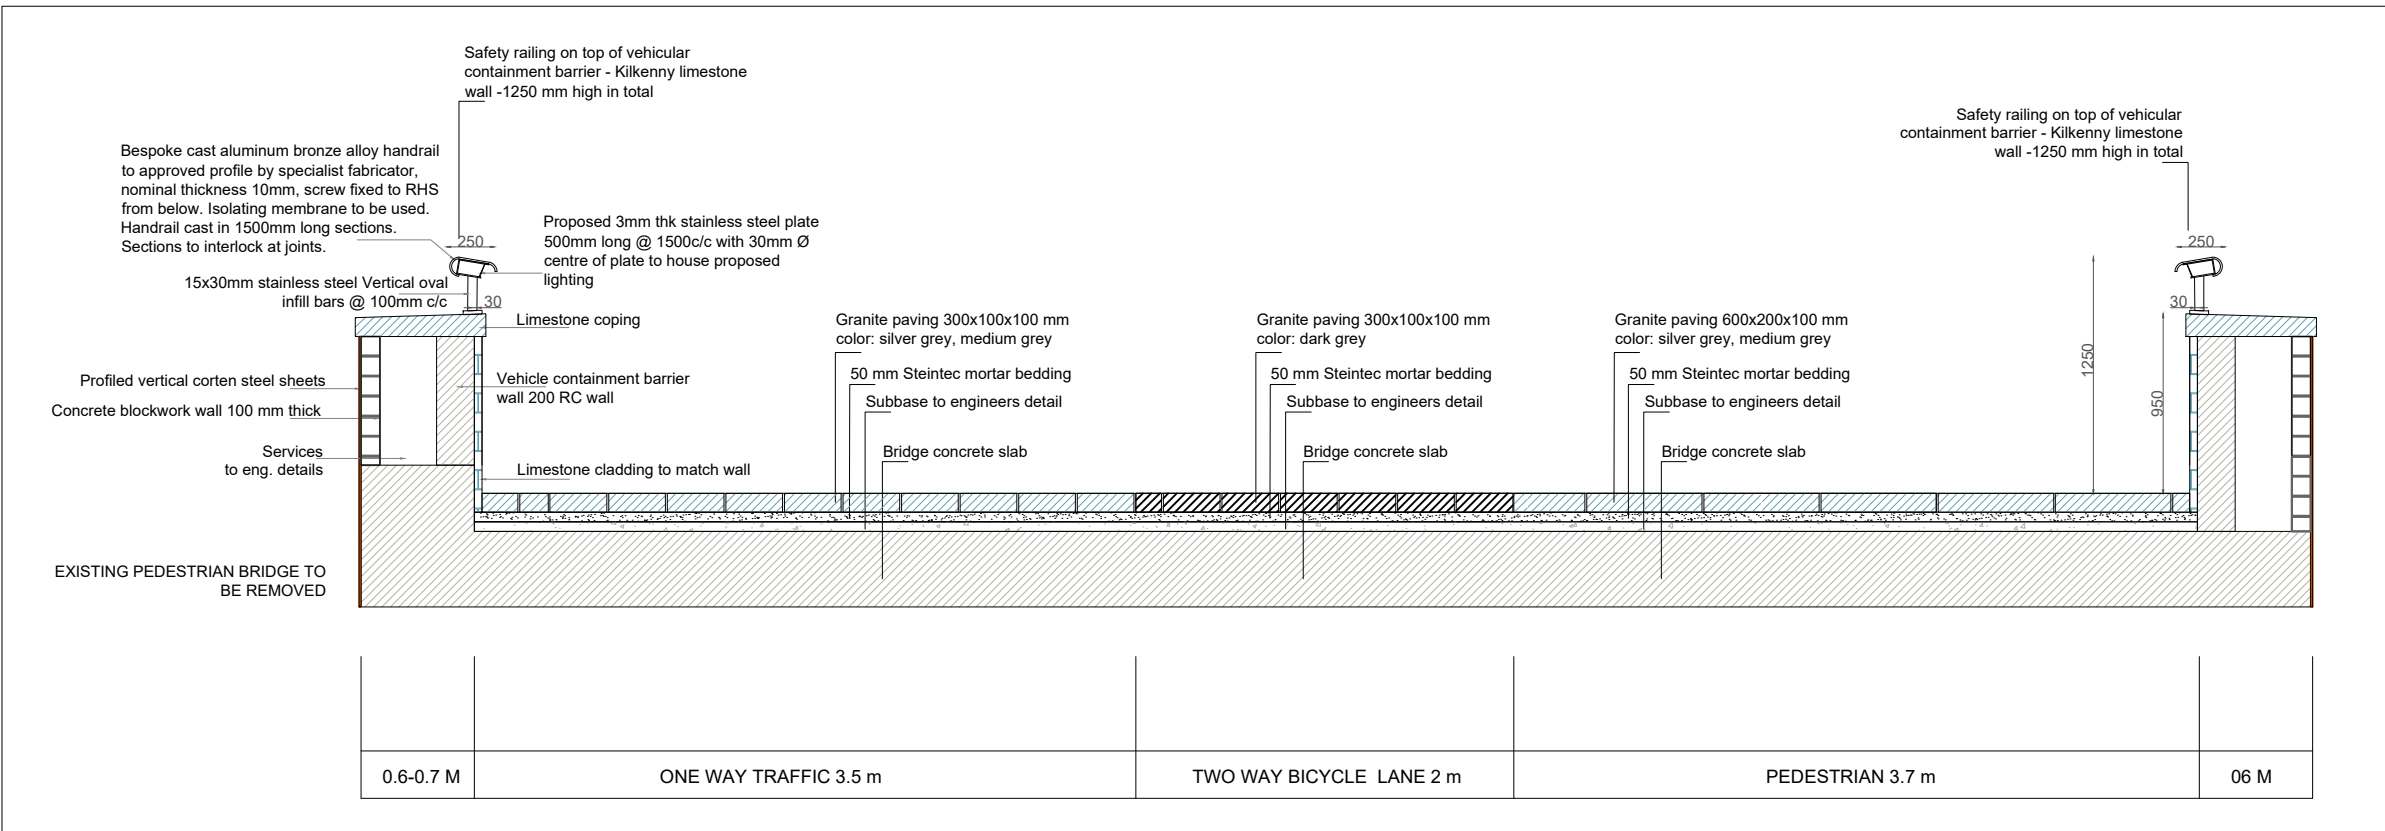 Safety railing on top of vehicular
containment barrier - Kilkenny limestone
wall -1250 mm high in total
Safety railing on top of vehicular
containment barrier - Kilkenny limestone
wall -1250 mm high in total
Bespoke cast aluminum bronze alloy handrail
to approved profile by specialist fabricator,
nominal thickness 10mm, screw fixed to RHS
from below. Isolating membrane to be used.
Handrail cast in 1500mm long sections.
Sections to interlock at joints.
250
Proposed 3mm thk stainless steel plate
500mm long @ 1500c/c with 30mm Ø
centre of plate to house proposed
lighting
250
15x30mm stainless steel Vertical oval
infill bars @ 100mm c/c
30
30
Limestone coping
Granite paving 300x100x100 mm
color: silver grey, medium grey
Granite paving 300x100x100 mm
color: dark grey
Granite paving 600x200x100 mm
color: silver grey, medium grey
1250
950
Profiled vertical corten steel sheets
Vehicle containment barrier
wall 200 RC wall
50 mm Steintec mortar bedding
50 mm Steintec mortar bedding
50 mm Steintec mortar bedding
Concrete blockwork wall 100 mm thick
Subbase to engineers detail
Subbase to engineers detail
Subbase to engineers detail
Services
to eng. details
Bridge concrete slab
Bridge concrete slab
Bridge concrete slab
Limestone cladding to match wall
EXISTING PEDESTRIAN BRIDGE TO
BE REMOVED
0.6-0.7 M
ONE WAY TRAFFIC 3.5 m
TWO WAY BICYCLE LANE 2 m
PEDESTRIAN 3.7 m
06 M